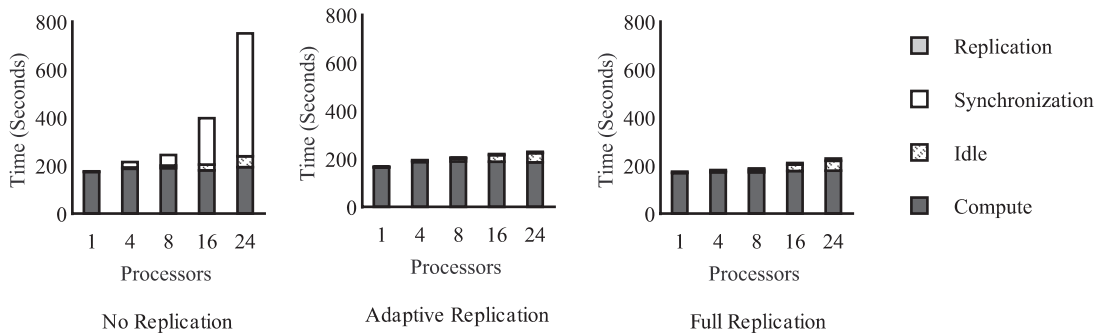 800
600
400
200
0
Time (Seconds)
1 4 8 16 24
Processors
No Replication
800
600
400
200
0
Time (Seconds)
1 4 8 16 24
Processors
Adaptive Replication
800
600
400
200
0
Time (Seconds)
1 4 8 16 24
Processors
Full Replication
Replication
Synchronization
Idle
Compute